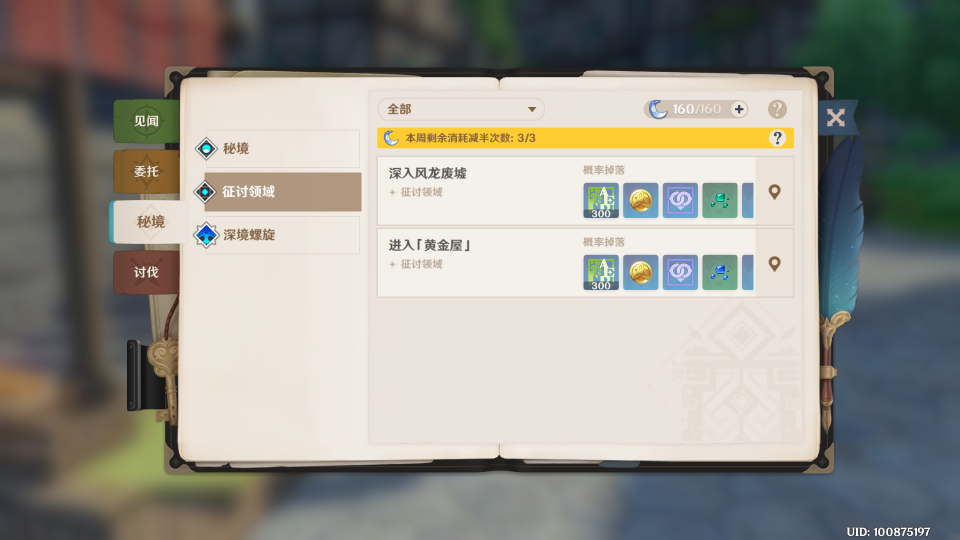 见闻
委托
秘境
讨伐
秘境
征讨领域
深境螺旋
全部
160/160
?
本周剩余消耗减半次数: 3/3
?
深入风龙废墟
征讨领域
概率掉落
300
进入「黄金屋」
征讨领域
概率掉落
300
UID: 100875197